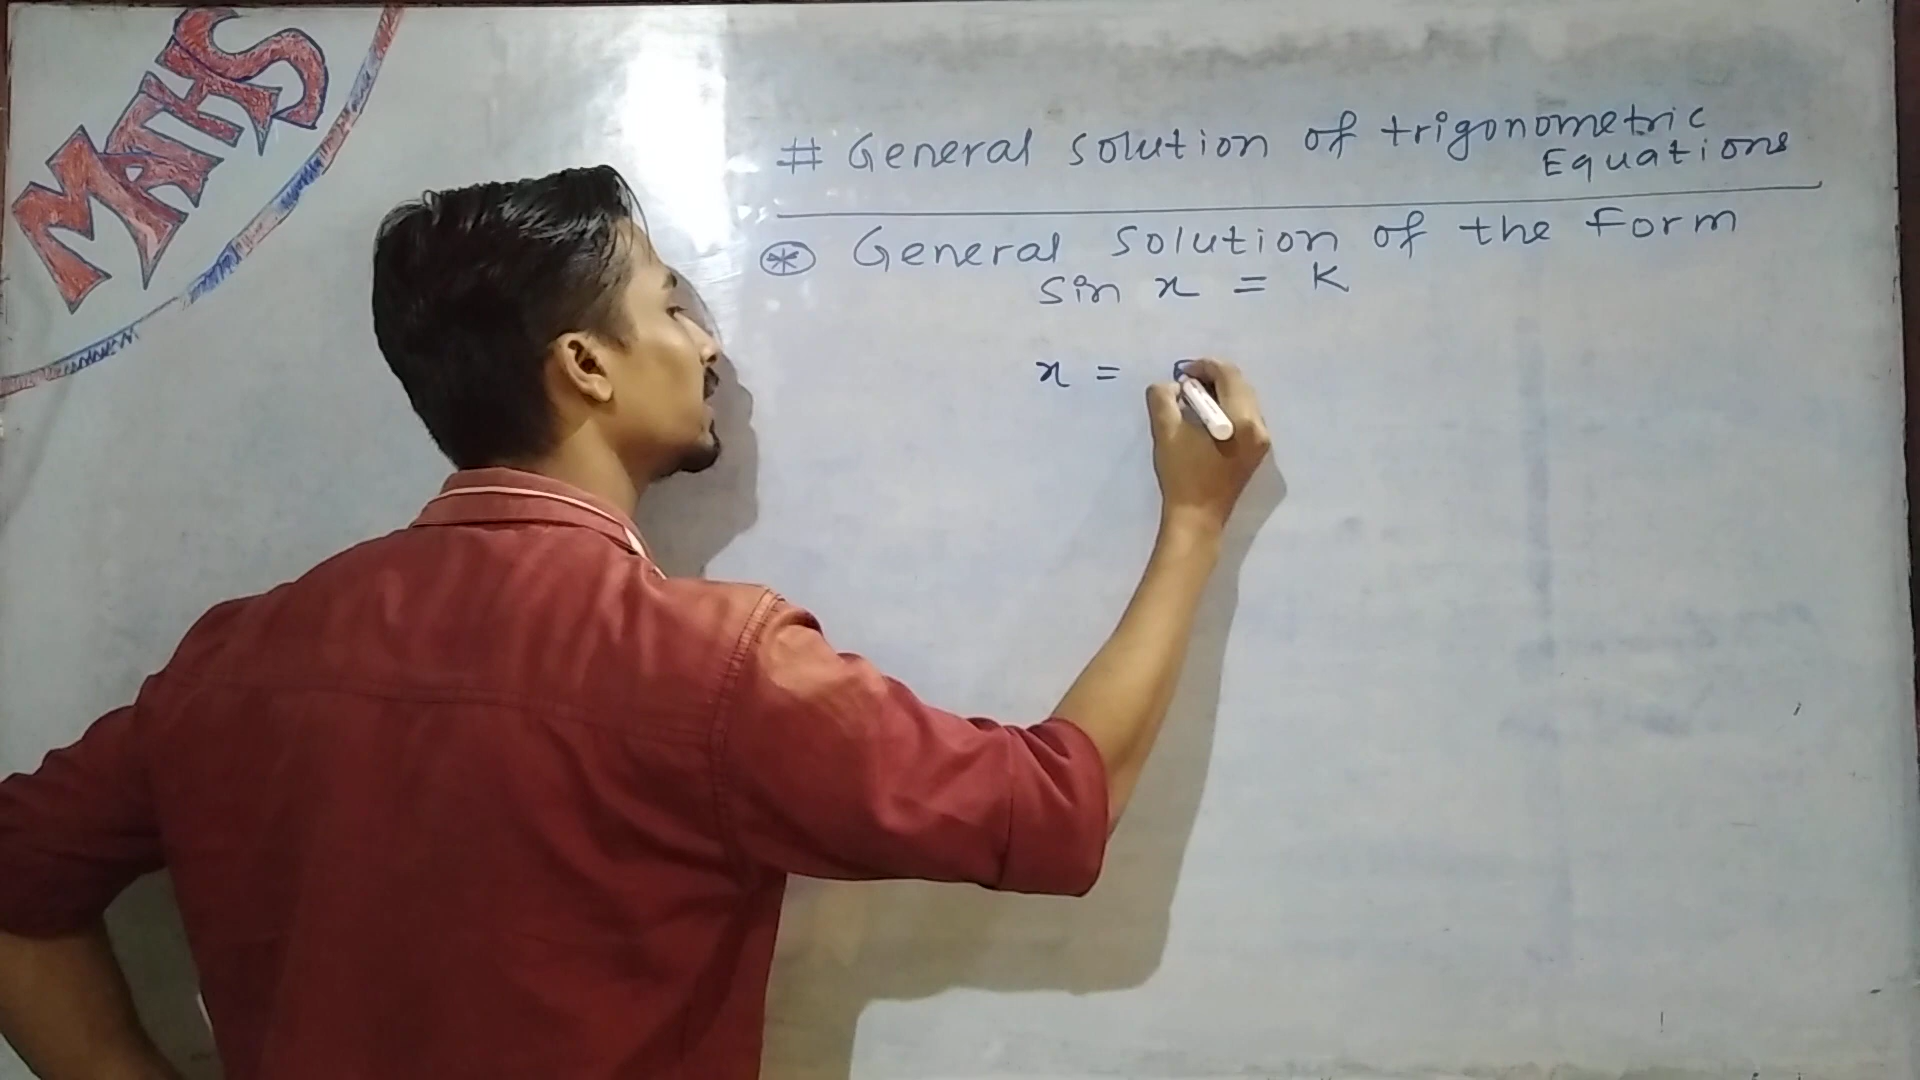 MATHS
# General solution of trigonometric
Equations
* General solution of the form
sin x = K
x =